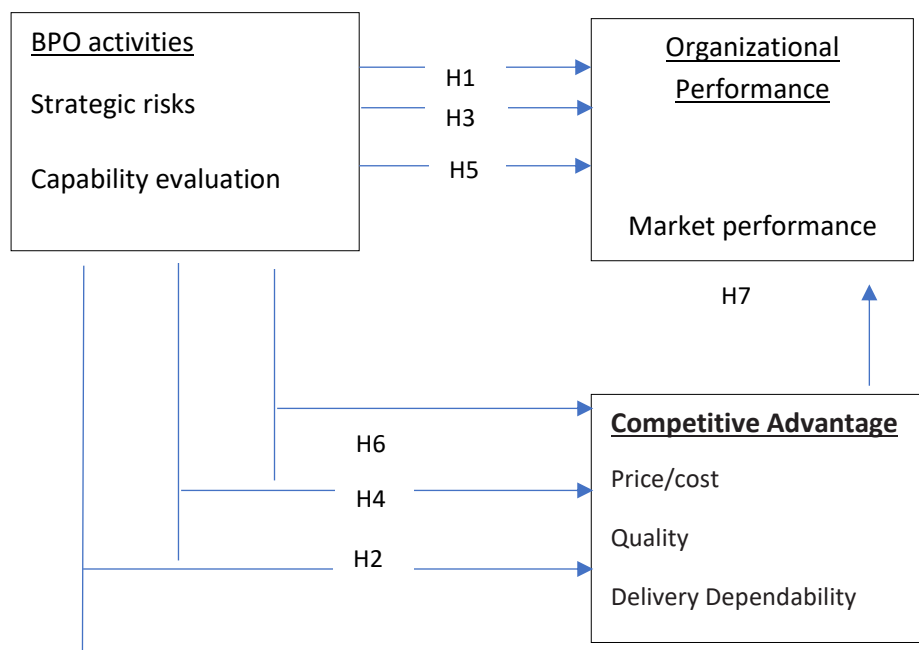 BPO activities
Strategic risks
Capability evaluation
H1
H3
H5
Organizational
Performance
Market performance
H7
H6
H4
H2
Competitive Advantage
Price/cost
Quality
Delivery Dependability